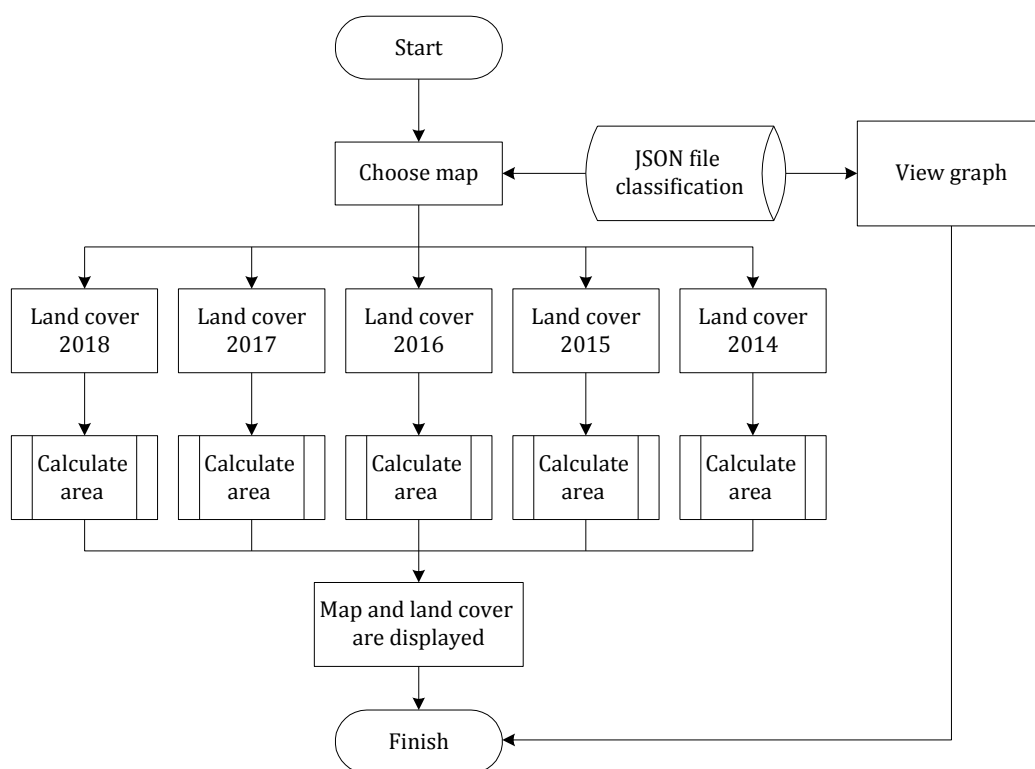 Start
Choose map
JSON file
classification
View graph
Land cover
2018
Land cover
2017
Land cover
2016
Land cover
2015
Land cover
2014
Calculate
area
Calculate
area
Calculate
area
Calculate
area
Calculate
area
Map and land cover
are displayed
Finish